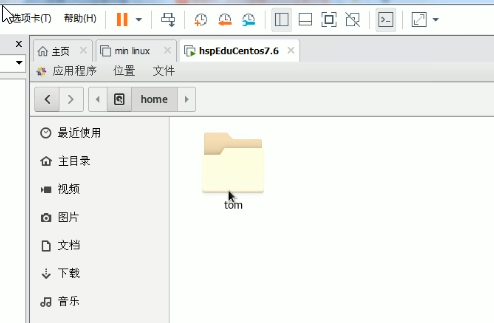 选项卡(T) 帮助(H)
主页 min linux hspEduCentos7.6
应用程序 位置 文件
home
最近使用
主目录
视频
图片
文档
下载
音乐
tom